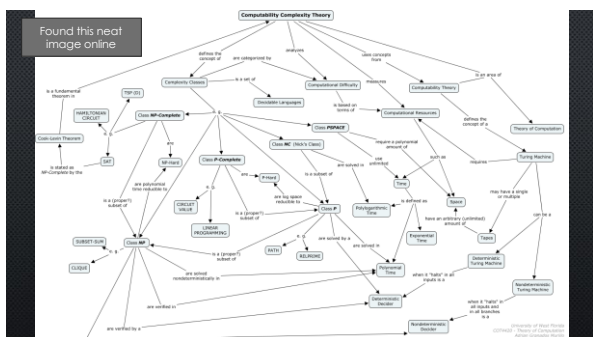 Found this neat
image online
Computability Complexity Theory
defines the
concept of
are categorized by
analyzes
measures
uses concepts
from
is an area of
is a fundamental
theorem in
Complexity Classes
is a set of
Decidable Languages
Computational Difficulty
is based on
terms of
Computational Resources
Computability Theory
defines the
concept of a
Theory of Computation
TSP (D)
HAMILTONIAN
CIRCUIT
Class NP-Complete
e. g.
Cook-Levin Theorem
is stated as
NP-Complete by the
SAT
are
NP-Hard
are polynomial
time reducible to
is a (proper?)
subset of
Class P-Complete
e. g.
CIRCUIT
VALUE
LINEAR
PROGRAMMING
are
P-Hard
are log space
reducible to
is a (proper?)
subset of
Class NC (Nick's Class)
is a subset of
are solved in
Class PSPACE
require a polynomial
amount of
use
unlimited
such as
requires
Turing Machine
Time
Space
is defined as
Polylogarithmic
Time
Exponential
Time
have an arbitrary (unlimited)
amount of
Tapes
may have a single
or multiple
can be a
Class P
e. g.
PATH
RELPRIME
are solved by a
are solved in
Polynomial
Time
SUBSET-SUM
e. g.
CLIQUE
Class NP
is a (proper?)
subset of
are solved
nondeterministically in
are verified in
are verified by a
Deterministic
Turing Machine
when it "halts" in all
inputs is a
Deterministic
Decider
Nondeterministic
Turing Machine
when it "halts" in
all inputs and
in all branches
is a
Nondeterministic
Decider
University of West Florida